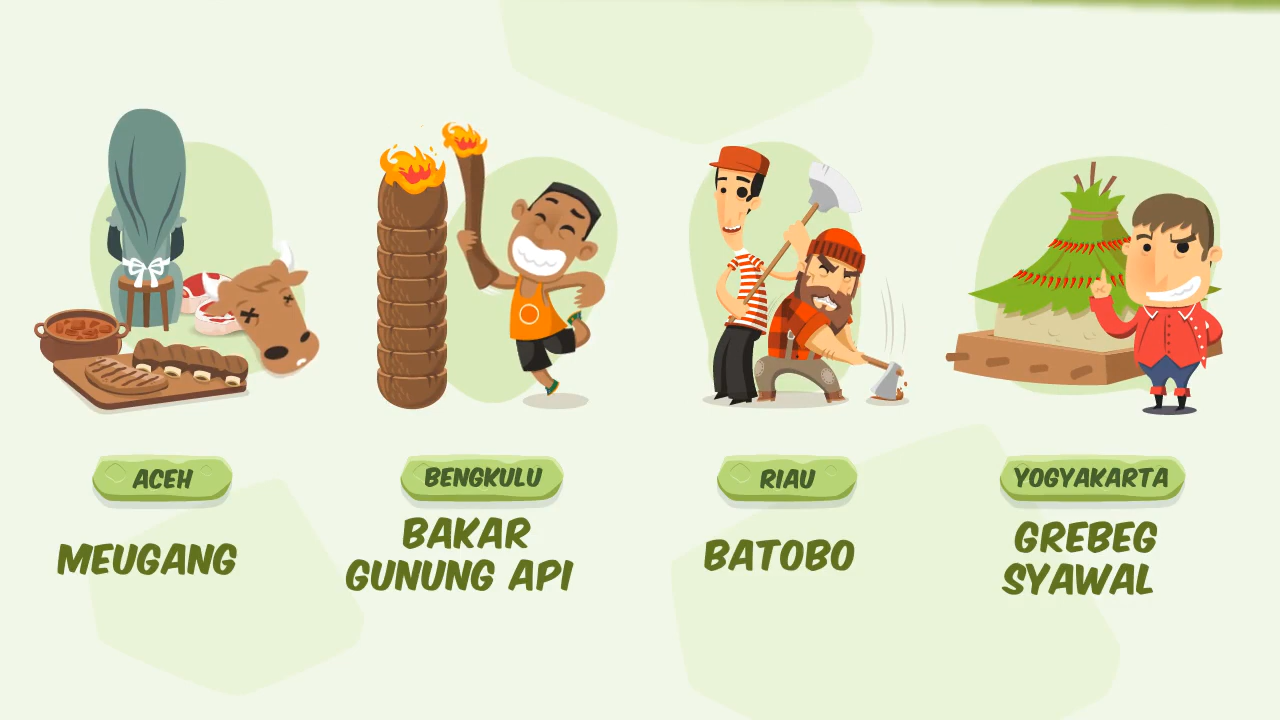 ACEH
MEUGANG
BENGKULU
BAKAR
GUNUNG API
RIAU
BATOBO
YOGYAKARTA
GREBEG
SYAWAL